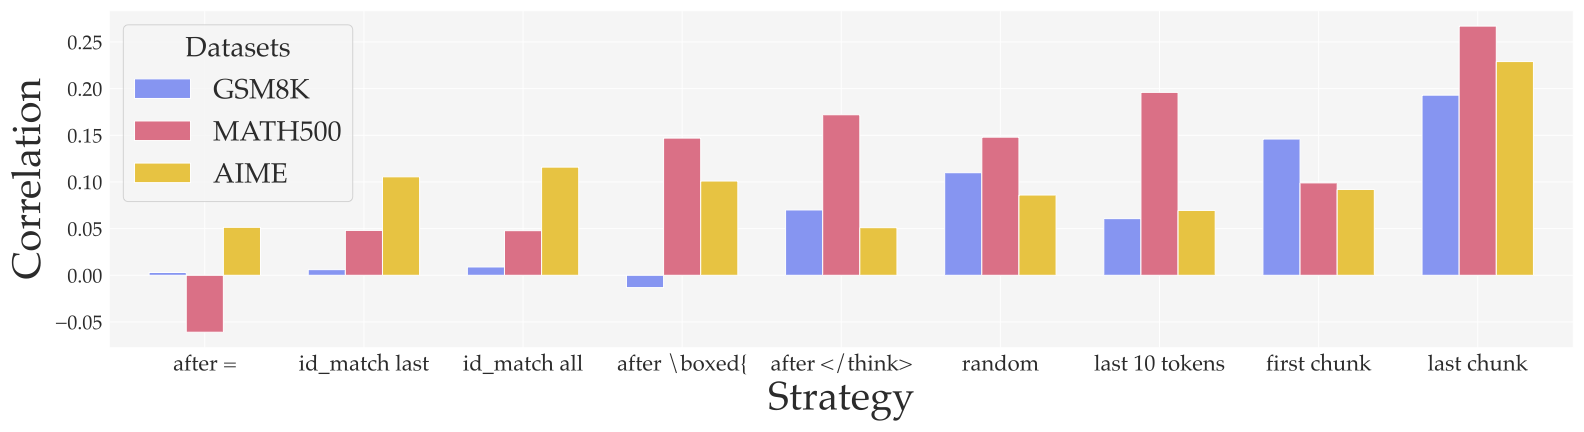 Datasets
GSM8K
MATH500
AIME
Correlation
0.25
0.20
0.15
0.10
0.05
0.00
−0.05
after =
id_match last
id_match all
after \boxed{
after </think>
random
last 10 tokens
first chunk
last chunk
Strategy